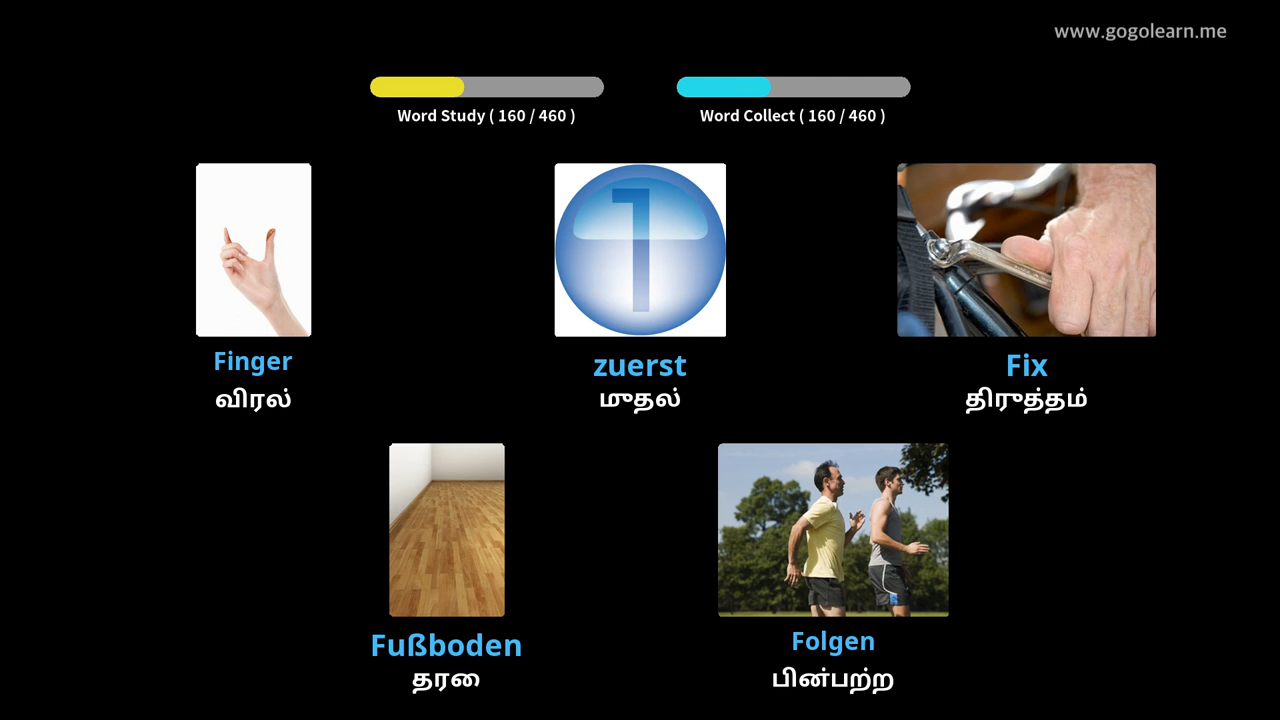 www.gogolearn.me
Word Study ( 160 / 460 )
Word Collect ( 160 / 460 )
1
Finger
விரல்
zuerst
முதல்
Fix
திருத்தம்
Fußboden
தரை
Folgen
பின்பற்ற